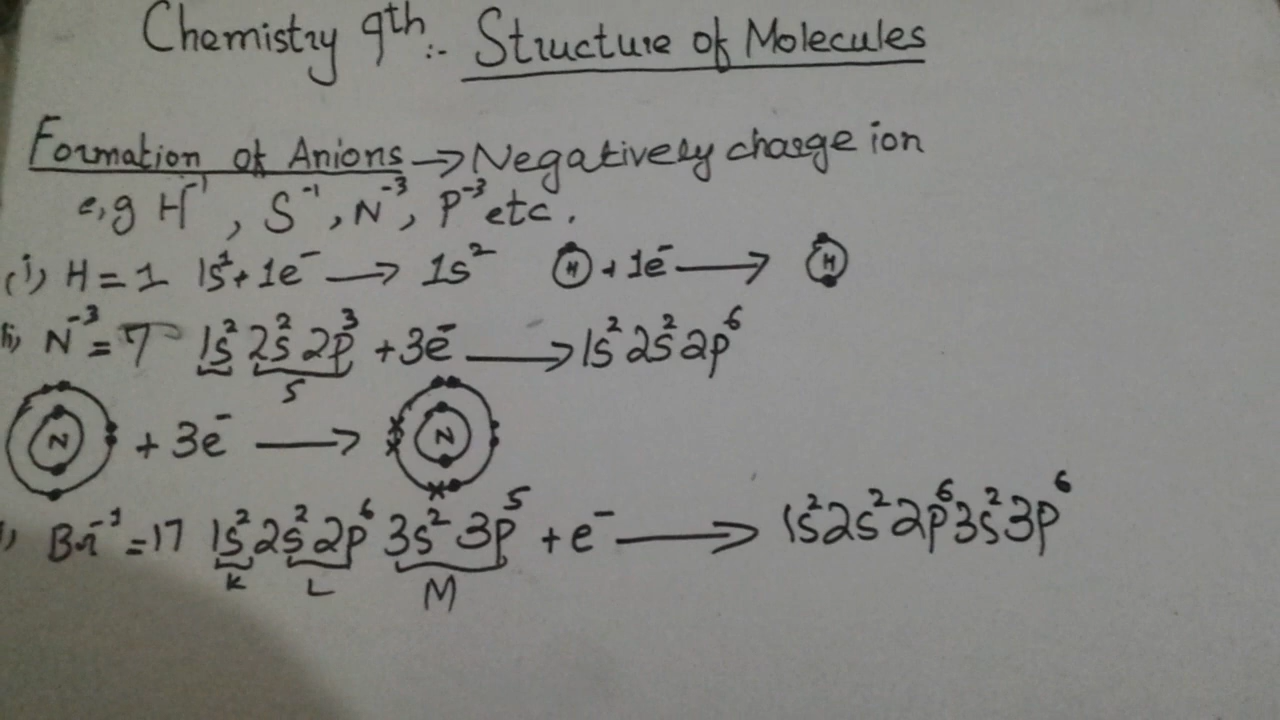 Chemistry 9th :- Structure of Molecules
Formation of Anions → Negatively charge ion
e,g H⁻¹, S⁻¹, N⁻³, P⁻³ etc.
(i) H = 1 1s¹ + 1e⁻ → 1s² H + 1e⁻ → H
ii) N⁻³ = 7 1s² 2s² 2p³ + 3e⁻ → 1s² 2s² 2p⁶
5
N + 3e⁻ → N
) Br⁻¹ = 17 1s² 2s² 2p⁶ 3s² 3p⁵ + e⁻ → 1s² 2s² 2p⁶ 3s² 3p⁶
K L M